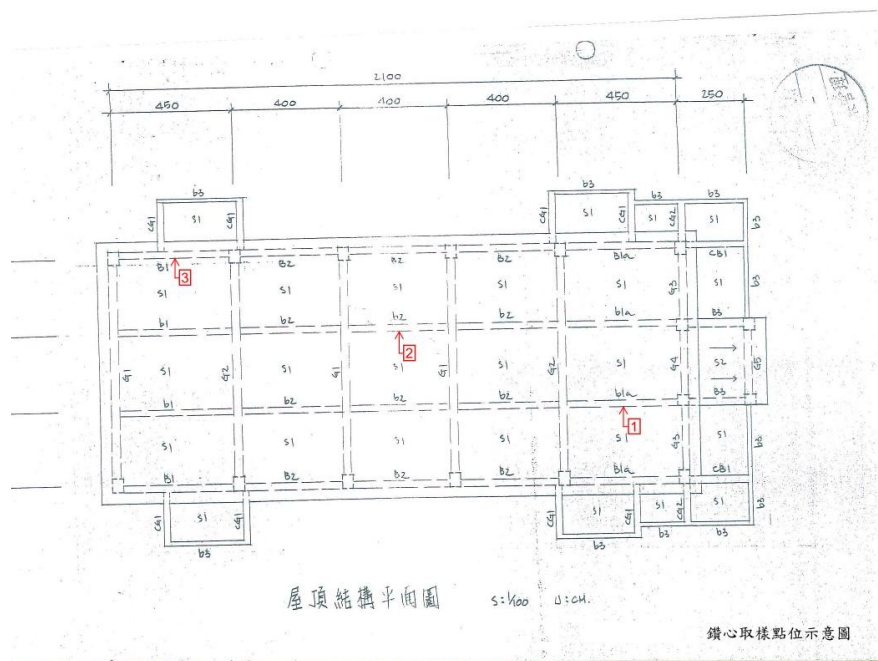 2100
450 400 400 400 450 250
b3 b3 b3 b3
CG1 S1 CG1 CG1 S1 CG1 S1 CG2 S1 b3
B1 B2 B2 B2 B1a CB1
3
S1 S1 S1 S1 S1 G3 S1 b3
b1 b2 b2 b2 b1a B3
2
G1 S1 G2 S1 G1 S1 S1 G2 S1 G4 S2 G5
b1 b2 b2 b2 b1a B3
1
S1 S1 S1 S1 S1 G3 S1 b3
B1 B2 B2 B2 B1a CB1
CG1 S1 CG1 CG1 S1 CG1 S1 CG2 S1 b3
b3 b3 b3 b3
屋頂結構平面圖 S:1/100 U:CM.
鑽心取樣點位示意圖